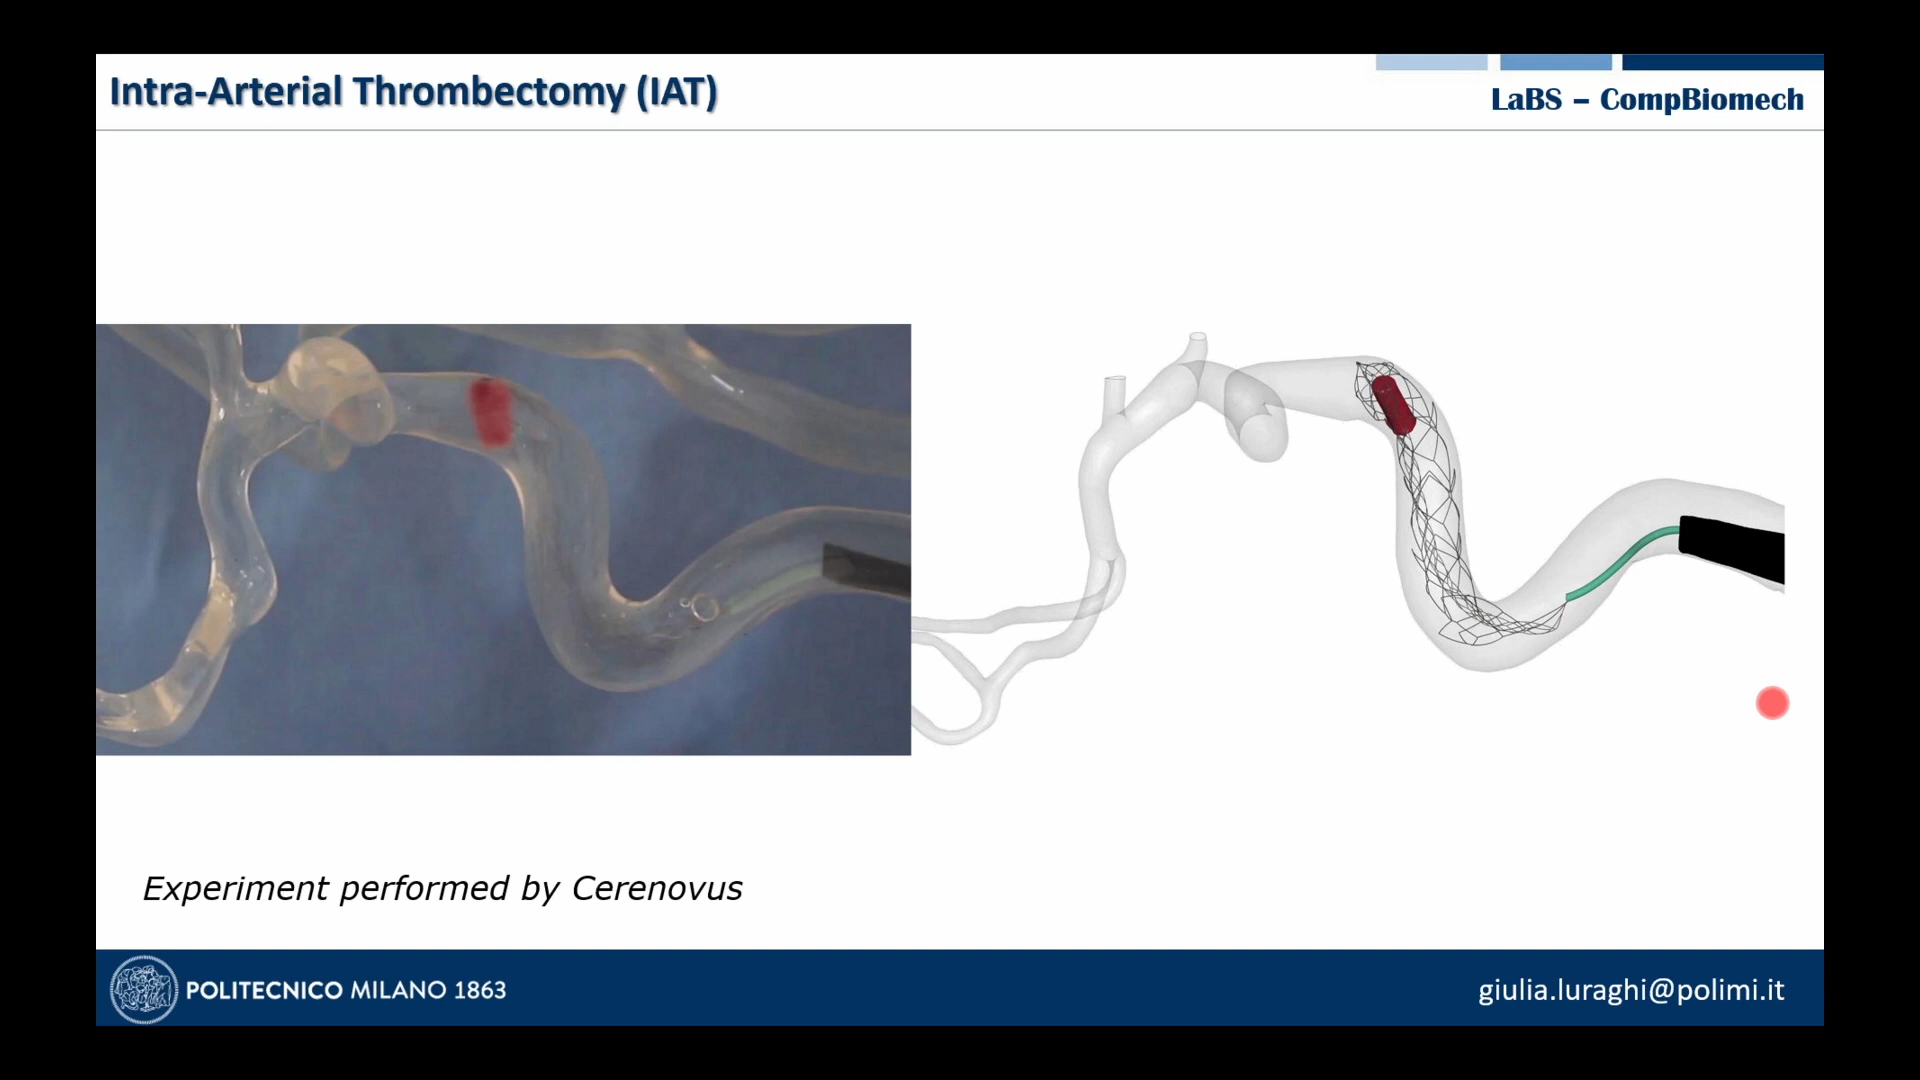 Intra-Arterial Thrombectomy (IAT)
LaBS – CompBiomech
Experiment performed by Cerenovus
POLITECNICO MILANO 1863
giulia.luraghi@polimi.it